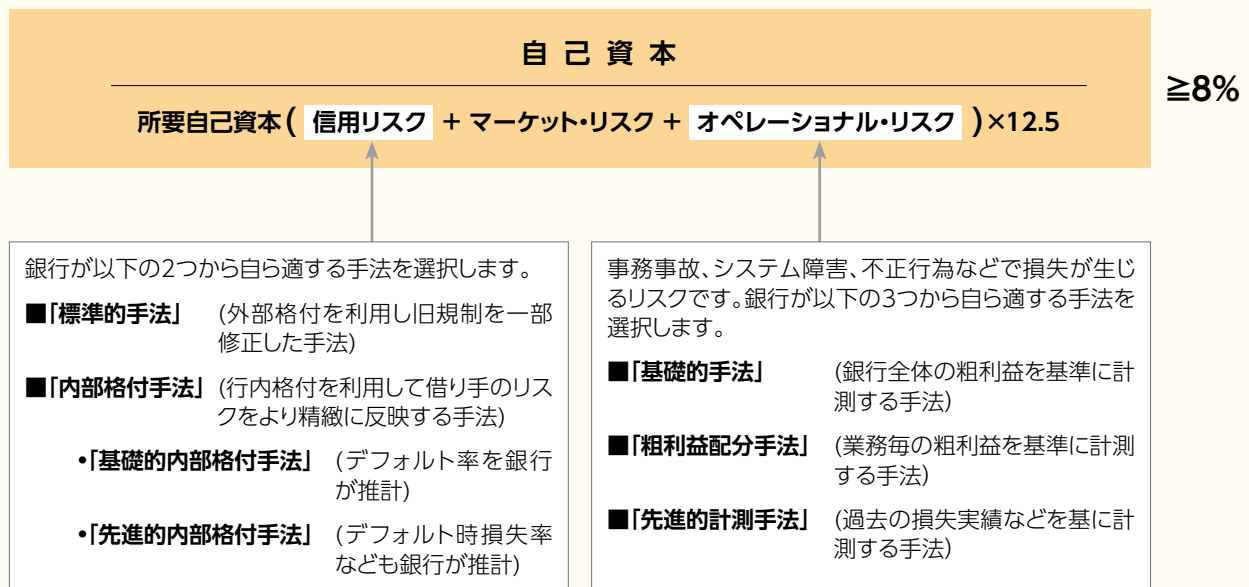 自己資本
≧8%
所要自己資本( 信用リスク + マーケット・リスク + オペレーショナル・リスク )×12.5
銀行が以下の2つから自ら適する手法を選択します。
■「標準的手法」 (外部格付を利用し旧規制を一部
修正した手法)
■「内部格付手法」 (行内格付を利用して借り手のリス
クをより精緻に反映する手法)
•「基礎的内部格付手法」 (デフォルト率を銀行
が推計)
•「先進的内部格付手法」 (デフォルト時損失率
なども銀行が推計)
事務事故、システム障害、不正行為などで損失が生じ
るリスクです。銀行が以下の3つから自ら適する手法を
選択します。
■「基礎的手法」 (銀行全体の粗利益を基準に計
測する手法)
■「粗利益配分手法」 (業務毎の粗利益を基準に計測
する手法)
■「先進的計測手法」 (過去の損失実績などを基に計
測する手法)